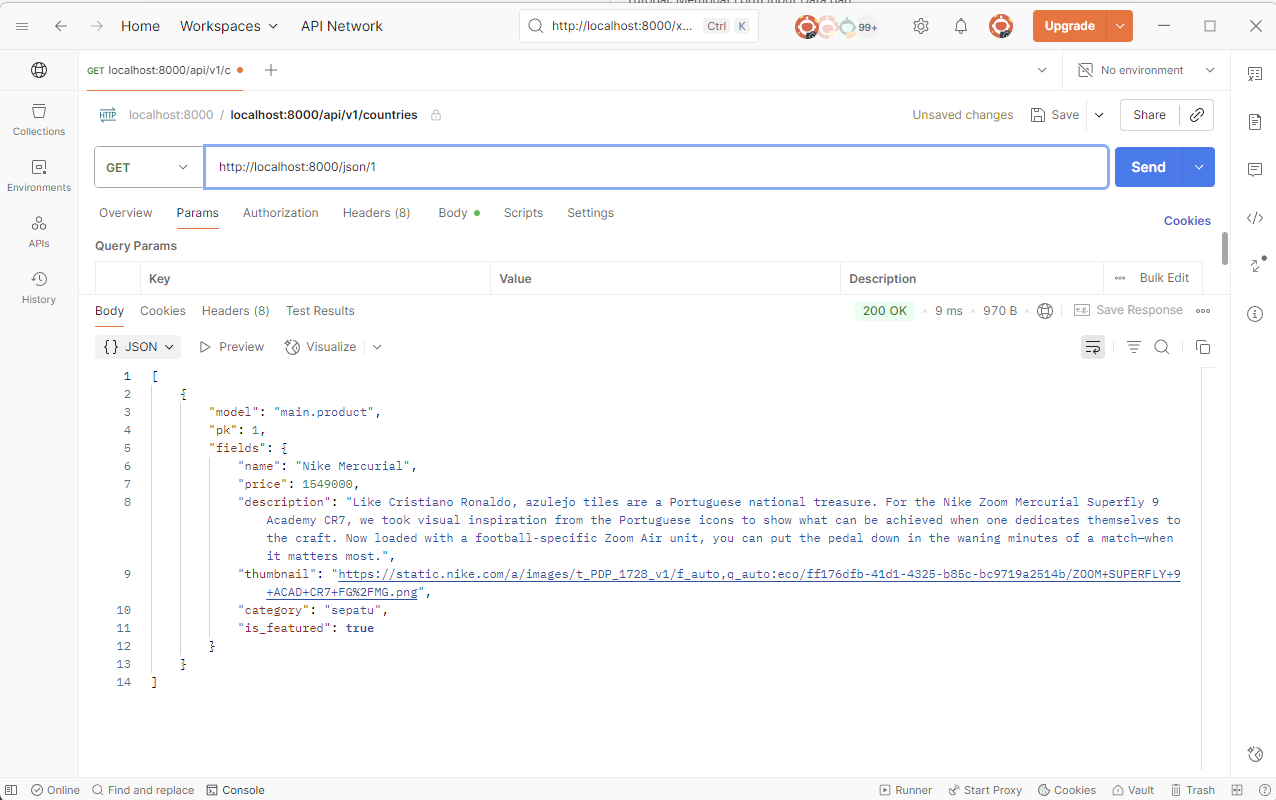 Home Workspaces API Network http://localhost:8000/x... Ctrl K 99+ Upgrade
GET localhost:8000/api/v1/c No environment
HTTP localhost:8000 / localhost:8000/api/v1/countries Unsaved changes Save Share
Collections
Environments
APIs
History
GET http://localhost:8000/json/1 Send
Overview Params Authorization Headers (8) Body Scripts Settings Cookies
Query Params
Key Value Description Bulk Edit
Body Cookies Headers (8) Test Results 200 OK 9 ms 970 B e.g. Save Response
{} JSON Preview Visualize
1 [
2 {
3 "model": "main.product",
4 "pk": 1,
5 "fields": {
6 "name": "Nike Mercurial",
7 "price": 1549000,
8 "description": "Like Cristiano Ronaldo, azulejo tiles are a Portuguese national treasure. For the Nike Zoom Mercurial Superfly 9
Academy CR7, we took visual inspiration from the Portuguese icons to show what can be achieved when one dedicates themselves to
the craft. Now loaded with a football-specific Zoom Air unit, you can put the pedal down in the waning minutes of a match—when
it matters most.",
9 "thumbnail": "https://static.nike.com/a/images/t_PDP_1728_v1/f_auto,q_auto:eco/ff176dfb-41d1-4325-b85c-bc9719a2514b/ZOOM+SUPERFLY+9
+ACAD+CR7+FG%2FMG.png",
10 "category": "sepatu",
11 "is_featured": true
12 }
13 }
14 ]
Online Find and replace Console Runner Start Proxy Cookies Vault Trash